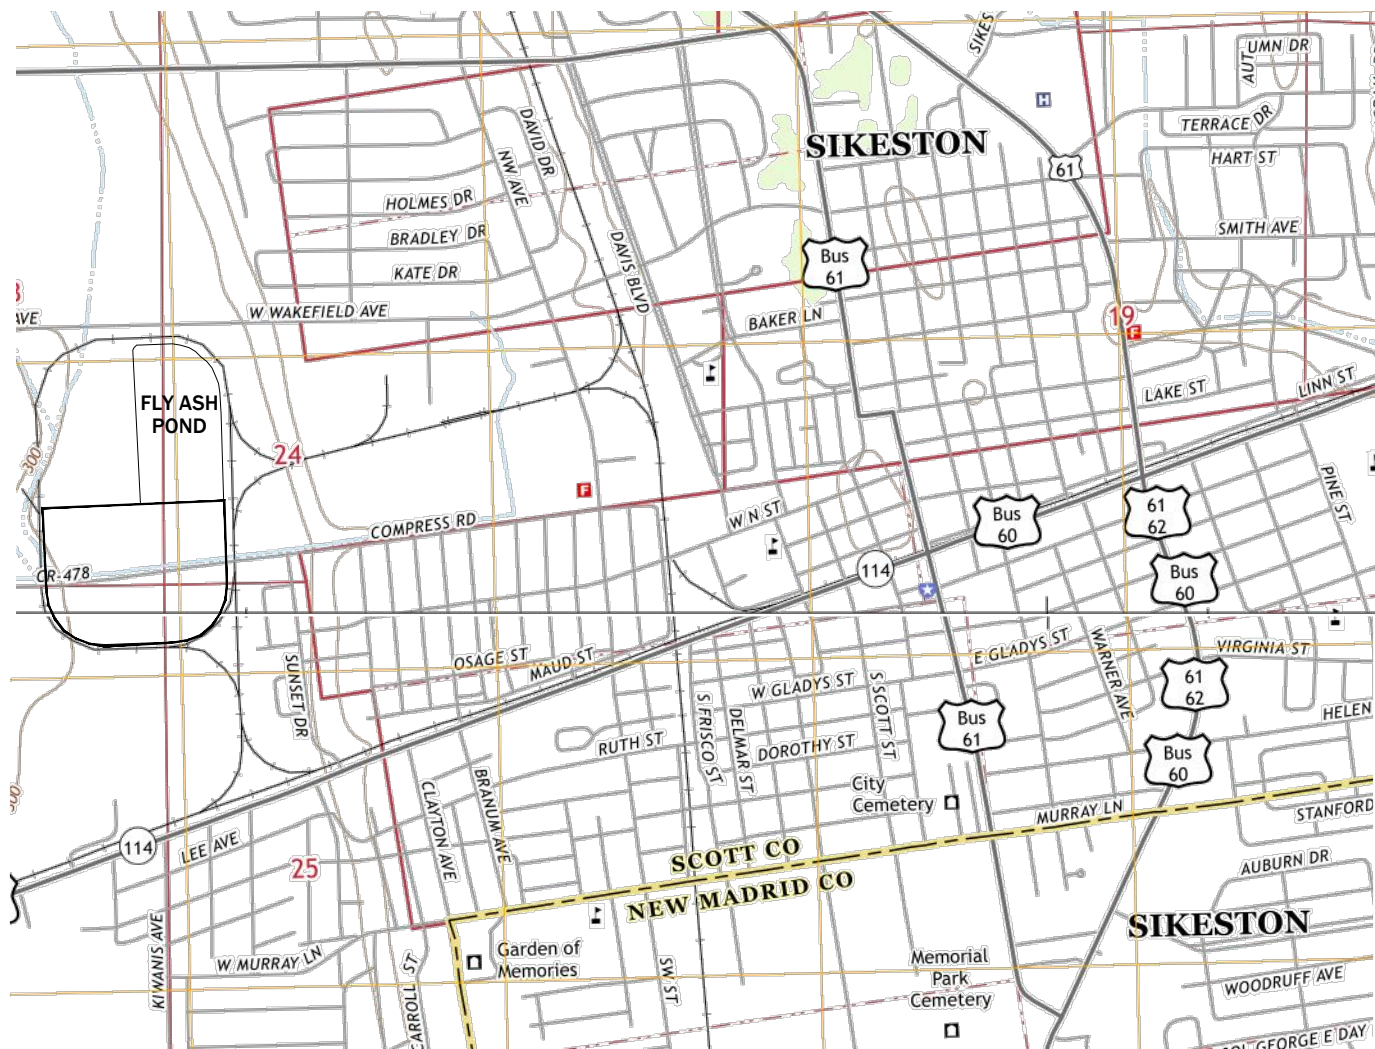 SIKES
AUTUMN DR
H
TERRACE DR
DAVID DR
SIKESTON
NW AVE
HART ST
61
HOLMES DR
BRADLEY DR
SMITH AVE
DAVIS BLVD
Bus
61
KATE DR
W WAKEFIELD AVE
AVE
BAKER LN
19
F
FLY ASH
POND
LAKE ST
LINN ST
300
24
F
PINE ST
COMPRESS RD
W N ST
Bus
60
61
62
114
CR-478
Bus
60
E GLADYS ST
WARNER AVE
VIRGINIA ST
OSAGE ST
MAUD ST
SUNSET DR
W GLADYS ST
S SCOTT ST
61
62
S FRISCO ST
DELMAR ST
HELEN
Bus
61
RUTH ST
DOROTHY ST
Bus
60
CLAYTON AVE
BRANUM AVE
City
Cemetery
MURRAY LN
STANFORD
114
LEE AVE
SCOTT CO
25
NEW MADRID CO
AUBURN DR
SIKESTON
KIWANIS AVE
W MURRAY LN
Garden of
Memories
CARROLL ST
SW ST
Memorial
Park
Cemetery
WOODRUFF AVE
GEORGE E DAY